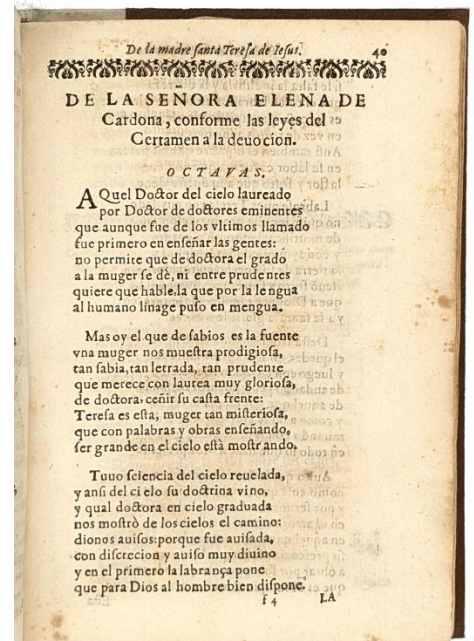 De la madre santa Teresa de Iesus. 40
DE LA SEÑORA ELENA DE
Cardona, conforme las leyes del
Certamen a la deuocion.
OCTAVAS.
AQuel Doctor del cielo laureado
por Doctor de doctores eminentes
que aunque fue de los vltimos llamado
fue primero en enseñar las gentes:
no permite que de doctora el grado
a la muger se dè, ni entre prudentes
quiere que hable. la que por la lengua
al humano linage puso en mengua.
Mas oy el que de sabios es la fuente
vna muger nos muestra prodigiosa,
tan sabia, tan letrada, tan prudente
que merece con laurea muy gloriosa,
de doctora, ceñir su casta frente:
Teresa es esta, muger tan misteriosa,
que con palabras y obras enseñando,
ser grande en el cielo està mostrando.
Tuuo sciencia del cielo reuelada,
y ansi del cielo su doctrina vino,
y qual doctora en cielo graduada
nos mostrò de los cielos el camino:
dionos auisos: porque fue auisada,
con discrecion y auiso muy diuino
y en el primero la labrança pone
que para Dios al hombre bien dispone.
f 4 LA